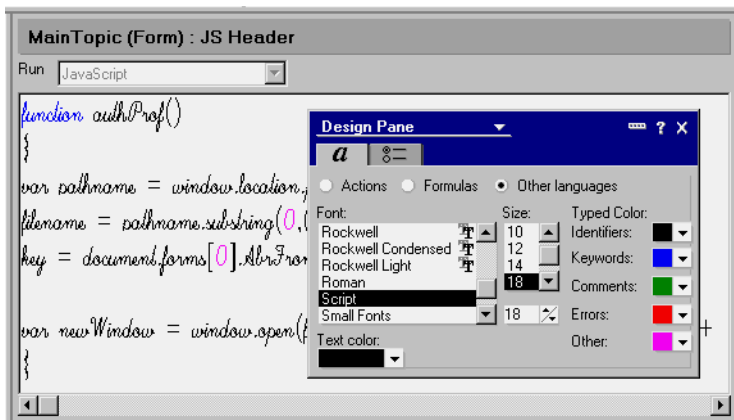 MainTopic (Form) : JS Header
Run JavaScript
function authProf()
{
var pathname = window.location.
filename = pathname.substring(0,(
key = document.forms[0].AbrFrom
var newWindow = window.open( +
{
Design Pane ? X
a
Actions Formulas Other languages
Font: Size: Typed Color:
Rockwell 10 Identifiers:
Rockwell Condensed 12 Keywords:
Rockwell Light 14
Roman 18 Comments:
Script
Small Fonts 18 Errors:
Text color: Other: